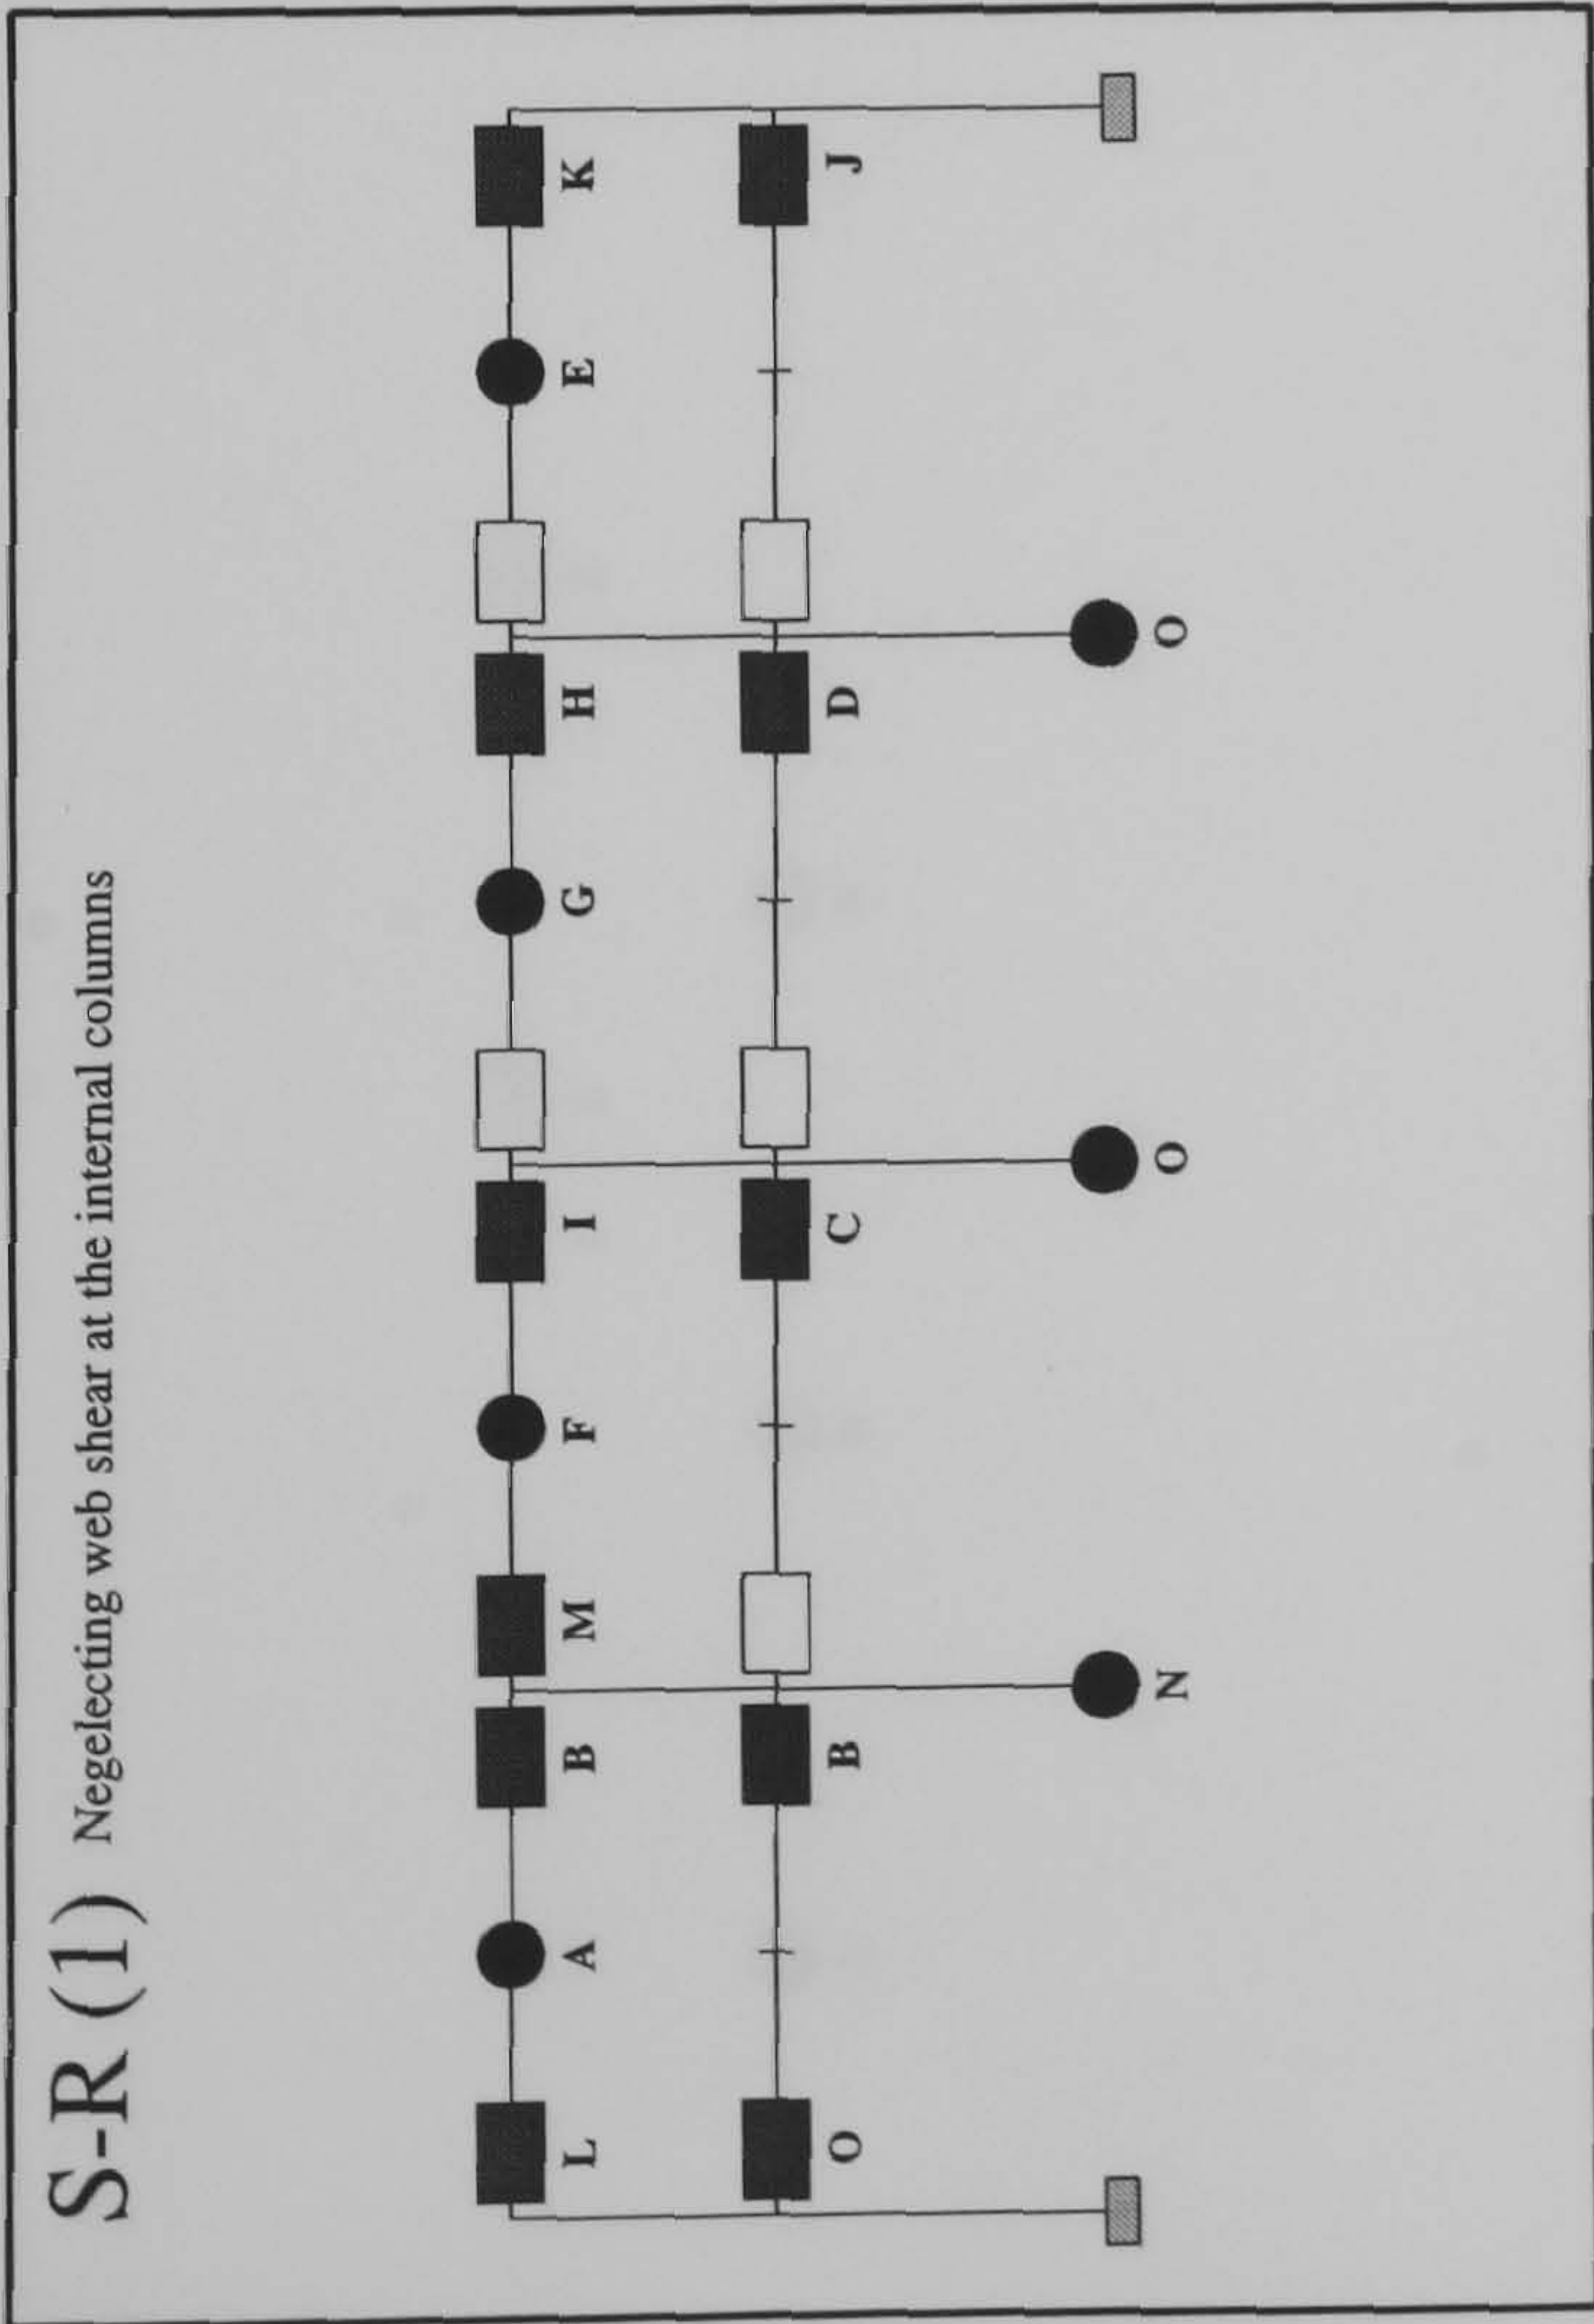 S-R (1) Negelecting web shear at the internal columns
L A B M F I G H E K
O B C D J
N O O